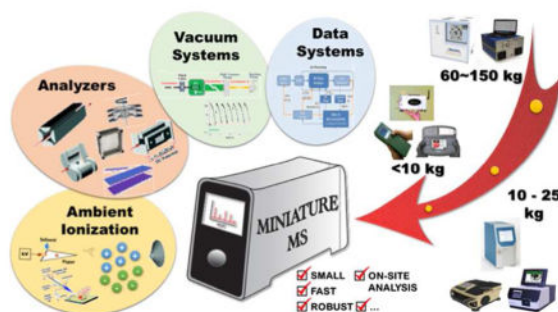 Vacuum
Systems
Data
Systems
Analyzers
60~150 kg
<10 kg
10 - 25
kg
Ambient
Ionization
MINIATURE
MS
SMALL
FAST
ROBUST
ON-SITE
ANALYSIS
...